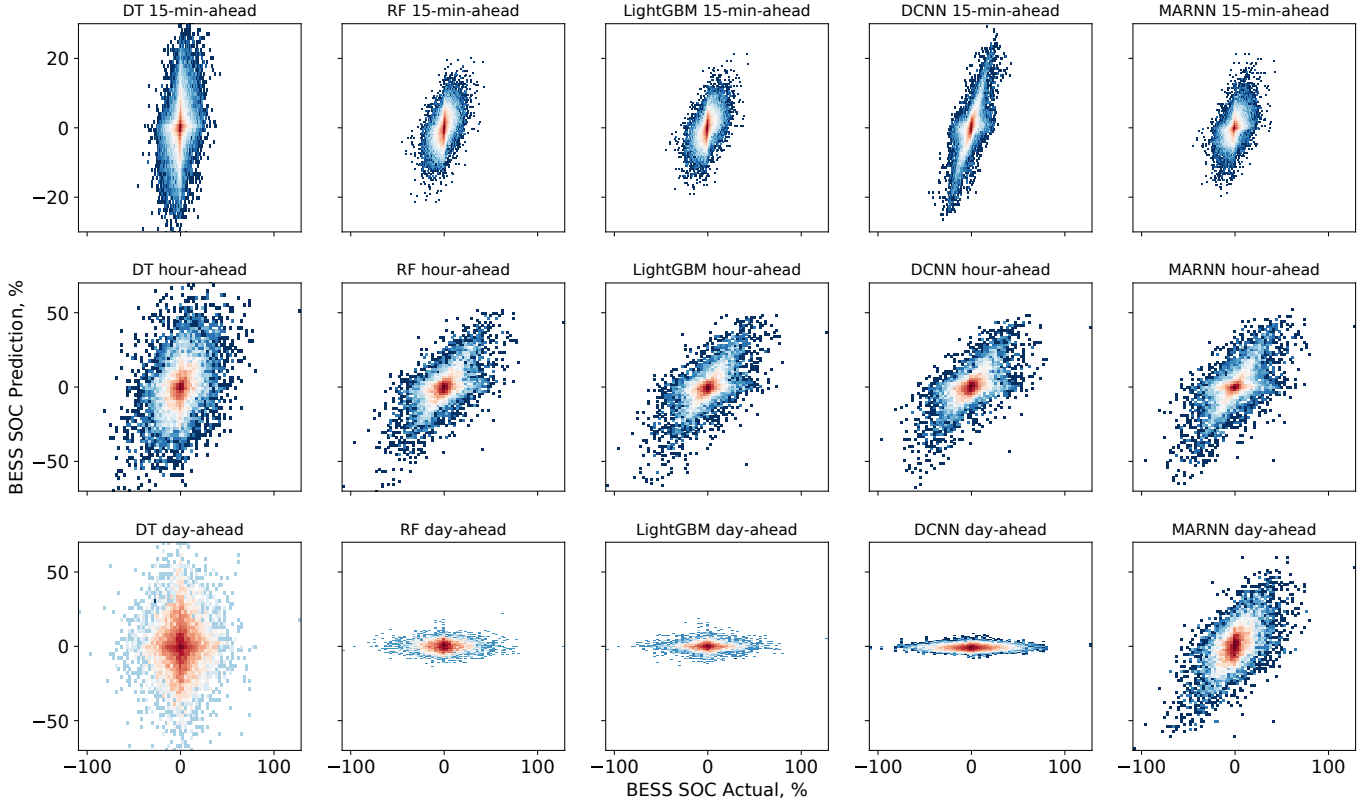 DT 15-min-ahead
RF 15-min-ahead
LightGBM 15-min-ahead
DCNN 15-min-ahead
MARNN 15-min-ahead
20
0
−20
DT hour-ahead
RF hour-ahead
LightGBM hour-ahead
DCNN hour-ahead
MARNN hour-ahead
BESS SOC Prediction, %
50
0
−50
DT day-ahead
RF day-ahead
LightGBM day-ahead
DCNN day-ahead
MARNN day-ahead
50
0
−50
−100 0 100
−100 0 100
−100 0 100
−100 0 100
−100 0 100
BESS SOC Actual, %